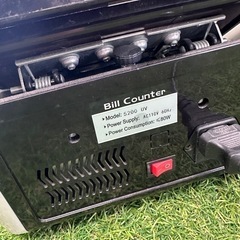 Bill Counter
Model: 5200 UV
Power Supply: AC110V 60Hz
Power Consumption: <80W